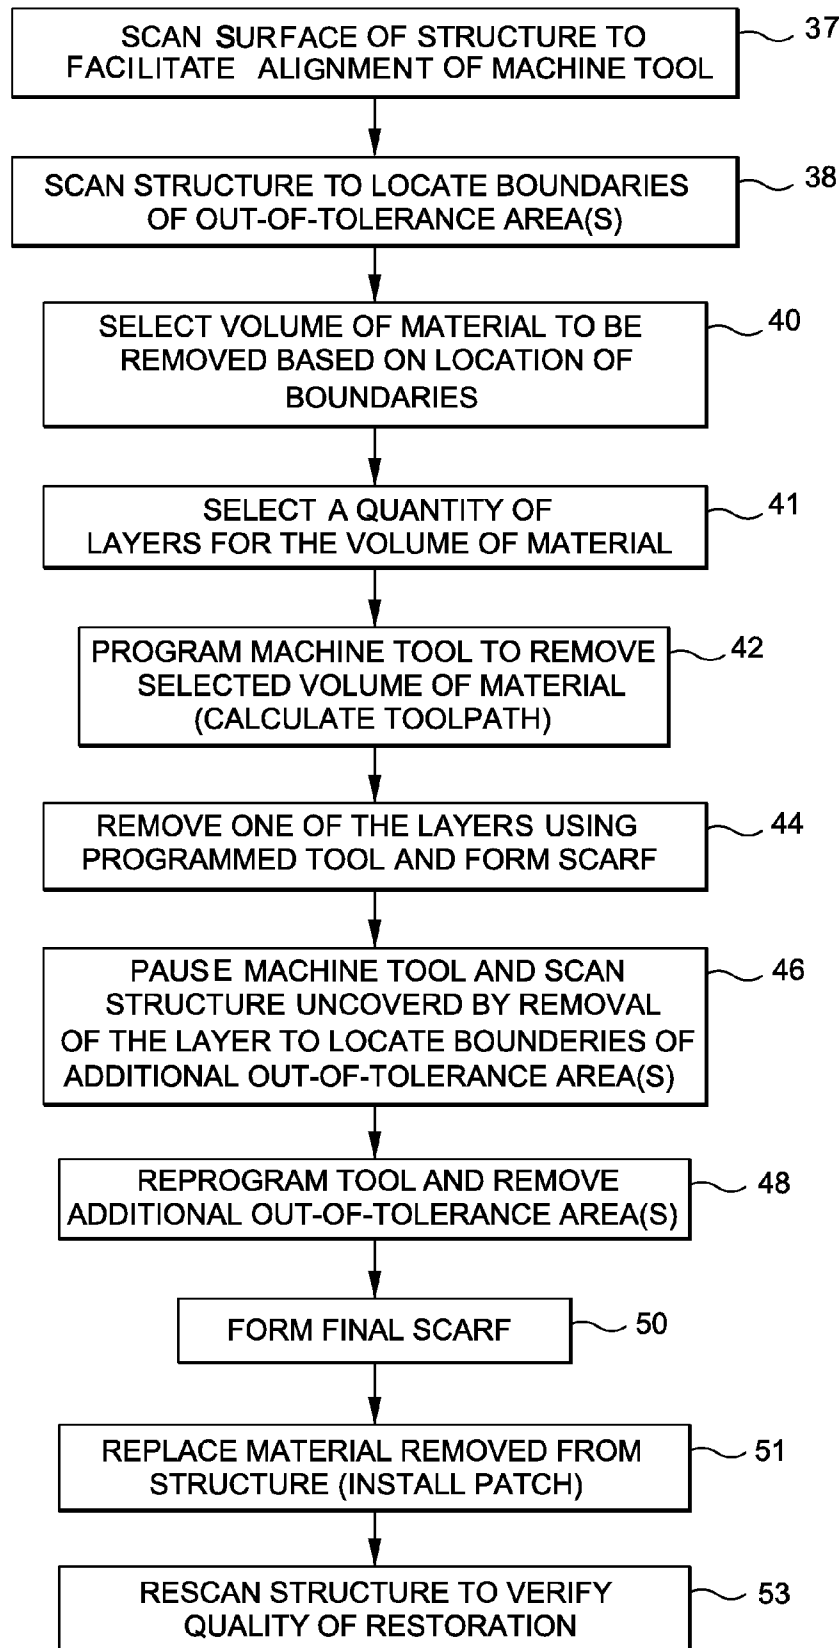 SCAN SURFACE OF STRUCTURE TO
FACILITATE ALIGNMENT OF MACHINE TOOL
37
SCAN STRUCTURE TO LOCATE BOUNDARIES
OF OUT-OF-TOLERANCE AREA(S)
38
SELECT VOLUME OF MATERIAL TO BE
REMOVED BASED ON LOCATION OF
BOUNDARIES
40
SELECT A QUANTITY OF
LAYERS FOR THE VOLUME OF MATERIAL
41
PROGRAM MACHINE TOOL TO REMOVE
SELECTED VOLUME OF MATERIAL
(CALCULATE TOOLPATH)
42
REMOVE ONE OF THE LAYERS USING
PROGRAMMED TOOL AND FORM SCARF
44
PAUSE MACHINE TOOL AND SCAN
STRUCTURE UNCOVERD BY REMOVAL
OF THE LAYER TO LOCATE BOUNDERIES OF
ADDITIONAL OUT-OF-TOLERANCE AREA(S)
46
REPROGRAM TOOL AND REMOVE
ADDITIONAL OUT-OF-TOLERANCE AREA(S)
48
FORM FINAL SCARF
50
REPLACE MATERIAL REMOVED FROM
STRUCTURE (INSTALL PATCH)
51
RESCAN STRUCTURE TO VERIFY
QUALITY OF RESTORATION
53